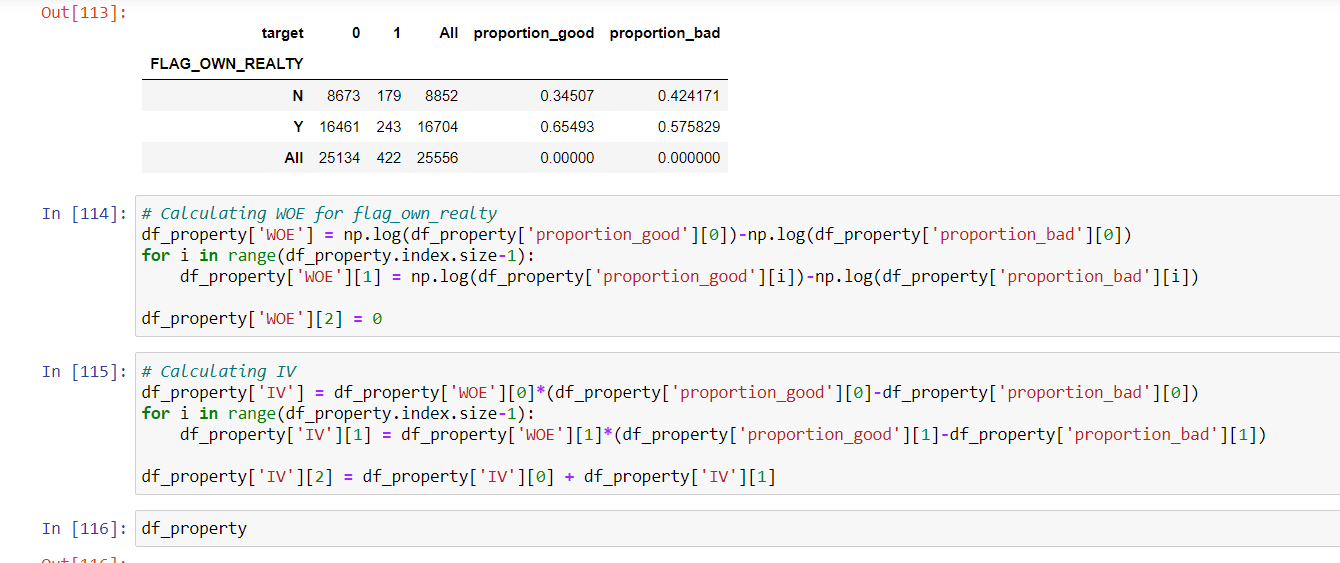 Out[113]:
target 0 1 All proportion_good proportion_bad
FLAG_OWN_REALTY
N 8673 179 8852 0.34507 0.424171
Y 16461 243 16704 0.65493 0.575829
All 25134 422 25556 0.00000 0.000000
In [114]: # Calculating WOE for flag_own_realty
df_property['WOE'] = np.log(df_property['proportion_good'][0])-np.log(df_property['proportion_bad'][0])
for i in range(df_property.index.size-1):
    df_property['WOE'][1] = np.log(df_property['proportion_good'][i])-np.log(df_property['proportion_bad'][i])
df_property['WOE'][2] = 0
In [115]: # Calculating IV
df_property['IV'] = df_property['WOE'][0]*(df_property['proportion_good'][0]-df_property['proportion_bad'][0])
for i in range(df_property.index.size-1):
    df_property['IV'][1] = df_property['WOE'][1]*(df_property['proportion_good'][1]-df_property['proportion_bad'][1])
df_property['IV'][2] = df_property['IV'][0] + df_property['IV'][1]
In [116]: df_property
Out[116]: